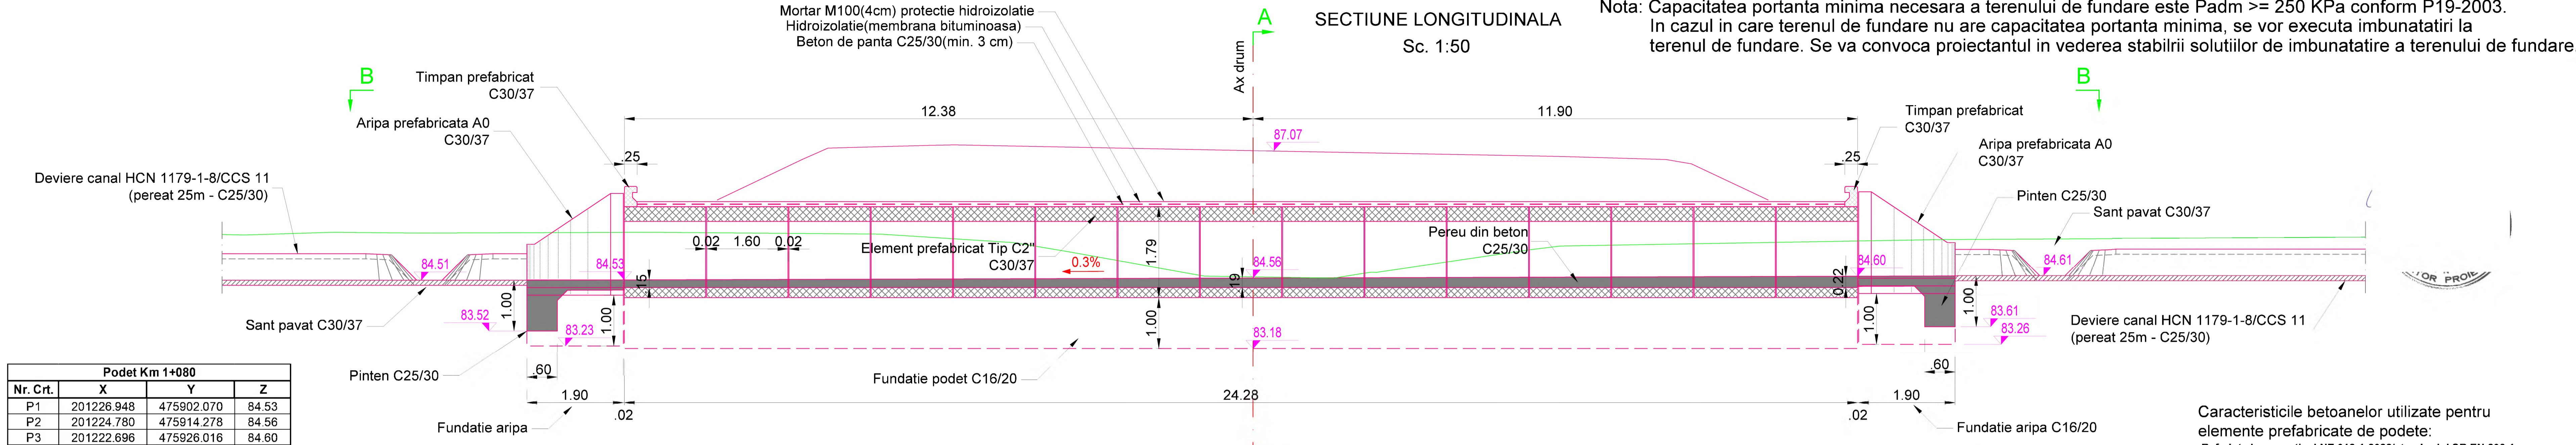 Mortar M100(4cm) protectie hidroizolatie
Hidroizolatie(membrana bituminoasa)
Beton de panta C25/30(min. 3 cm)
A
SECTIUNE LONGITUDINALA
Sc. 1:50
Nota: Capacitatea portanta minima necesara a terenului de fundare este Padm >= 250 KPa conform P19-2003.
In cazul in care terenul de fundare nu are capacitatea portanta minima, se vor executa imbunatatiri la
terenul de fundare. Se va convoca proiectantul in vederea stabilrii solutiilor de imbunatatire a terenului de fundare
B
Timpan prefabricat
C30/37
Ax drum
B
12.38
11.90
Timpan prefabricat
C30/37
Aripa prefabricata A0
C30/37
87.07
.25
.25
Aripa prefabricata A0
C30/37
Deviere canal HCN 1179-1-8/CCS 11
(pereat 25m - C25/30)
Pinten C25/30
Sant pavat C30/37
0.02
1.60
0.02
Element prefabricat Tip C2"
C30/37
1.79
Pereu din beton
C25/30
84.51
84.53
0.3%
84.56
84.60
84.61
TOR PROIE
.15
.19
0.22
1.00
1.00
1.00
1.00
1.00
Sant pavat C30/37
83.52
83.23
83.18
83.61
83.26
Deviere canal HCN 1179-1-8/CCS 11
(pereat 25m - C25/30)
Pinten C25/30
.60
Fundatie podet C16/20
.60
1.90
24.28
1.90
.02
.02
Fundatie aripa
Fundatie aripa C16/20
Podet Km 1+080
Nr. Crt. X Y Z
P1 201226.948 475902.070 84.53
P2 201224.780 475914.278 84.56
P3 201222.696 475926.016 84.60
Caracteristicile betoanelor utilizate pentru
elemente prefabricate de podete: